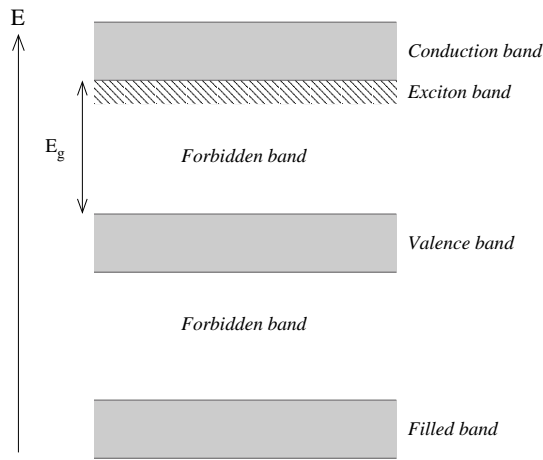 E
Conduction band
Exciton band
E_g
Forbidden band
Valence band
Forbidden band
Filled band